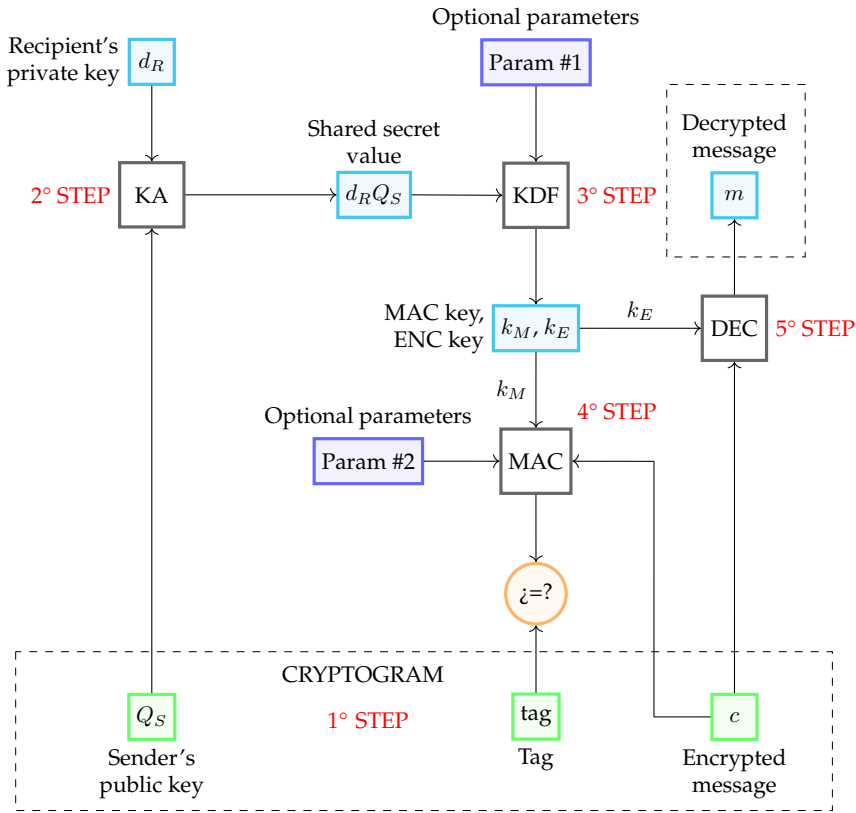 Optional parameters
Recipient's
private key
d_R
Param #1
Shared secret
value
Decrypted
message
2° STEP
KA
d_RQ_S
KDF
3° STEP
m
MAC key,
ENC key
k_M, k_E
k_E
DEC
5° STEP
k_M
4° STEP
Optional parameters
Param #2
MAC
¿=?
CRYPTOGRAM
Q_S
1° STEP
tag
c
Sender's
public key
Tag
Encrypted
message